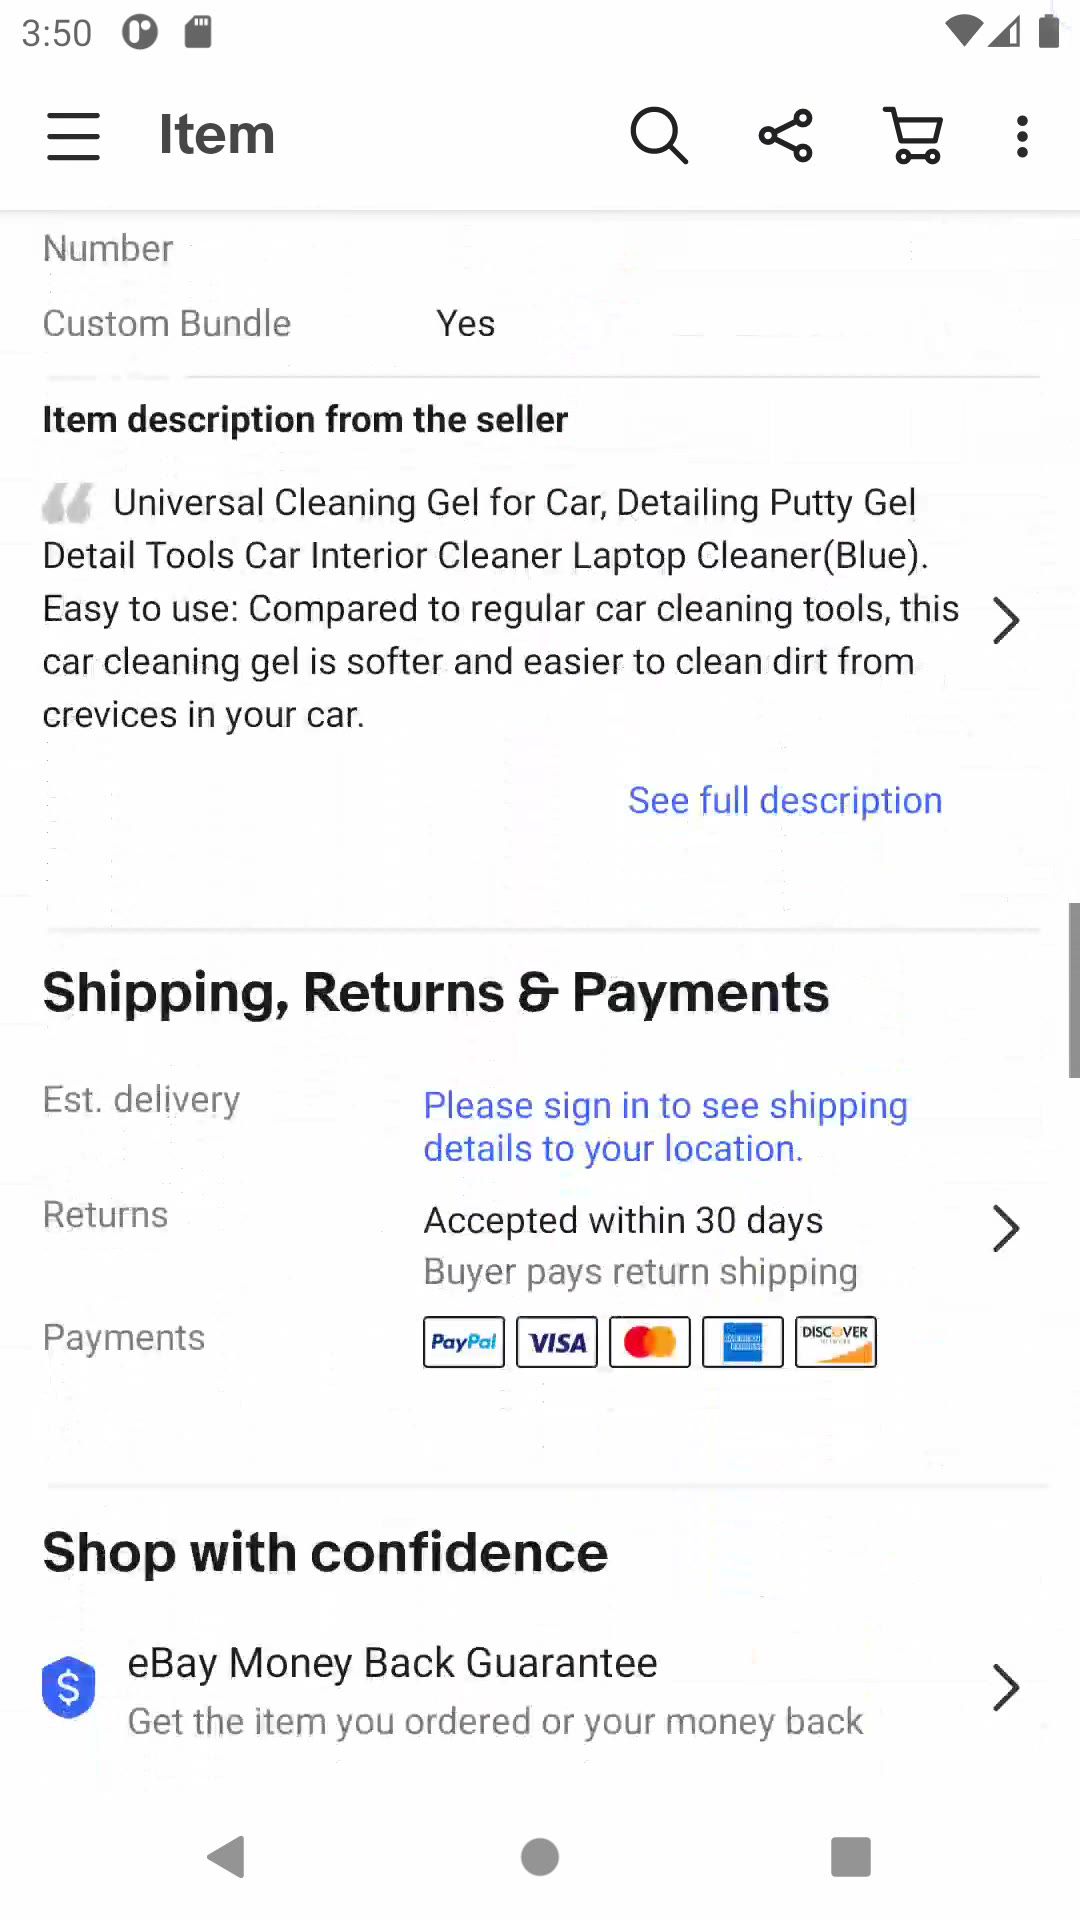 3:50
Item
Number
Custom Bundle Yes
Item description from the seller
Universal Cleaning Gel for Car, Detailing Putty Gel
Detail Tools Car Interior Cleaner Laptop Cleaner(Blue).
Easy to use: Compared to regular car cleaning tools, this
car cleaning gel is softer and easier to clean dirt from
crevices in your car.
See full description
Shipping, Returns & Payments
Est. delivery Please sign in to see shipping
details to your location.
Returns Accepted within 30 days
Buyer pays return shipping
Payments PayPal VISA AMERICAN EXPRESS DISCOVER
Shop with confidence
$ eBay Money Back Guarantee
Get the item you ordered or your money back